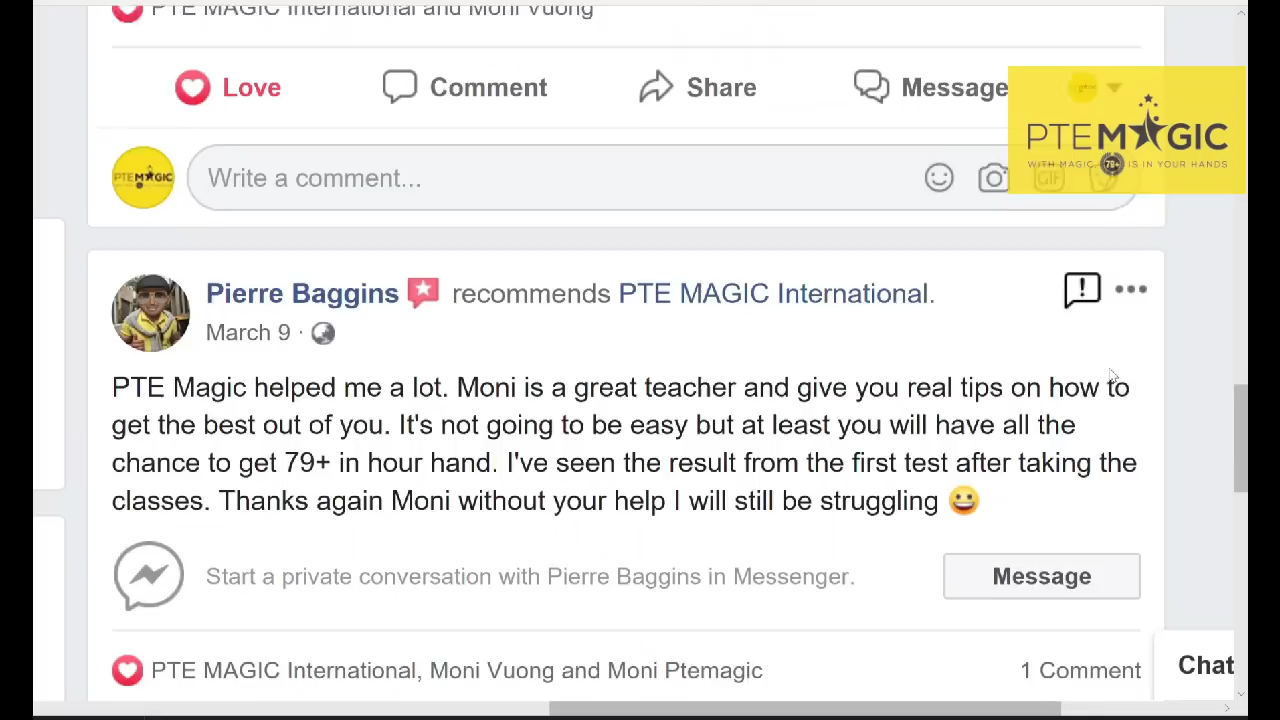 PTE MAGIC International and Moni Vuong
Love Comment Share Message
PTEMAGIC
WITH MAGIC 79+ IS IN YOUR HANDS
PTEMAGIC
Write a comment...
GIF
Pierre Baggins recommends PTE MAGIC International.
March 9 ·
PTE Magic helped me a lot. Moni is a great teacher and give you real tips on how to
get the best out of you. It's not going to be easy but at least you will have all the
chance to get 79+ in hour hand. I've seen the result from the first test after taking the
classes. Thanks again Moni without your help I will still be struggling 😀
Start a private conversation with Pierre Baggins in Messenger.
Message
PTE MAGIC International, Moni Vuong and Moni Ptemagic
1 Comment
Chat